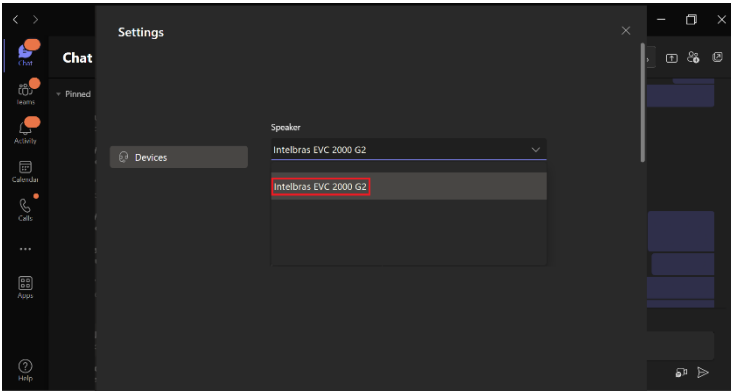 Settings
Chat
Chat
Teams
Pinned
Activity
Speaker
Intelbras EVC 2000 G2
Devices
Calendar
Intelbras EVC 2000 G2
Calls
Apps
Help